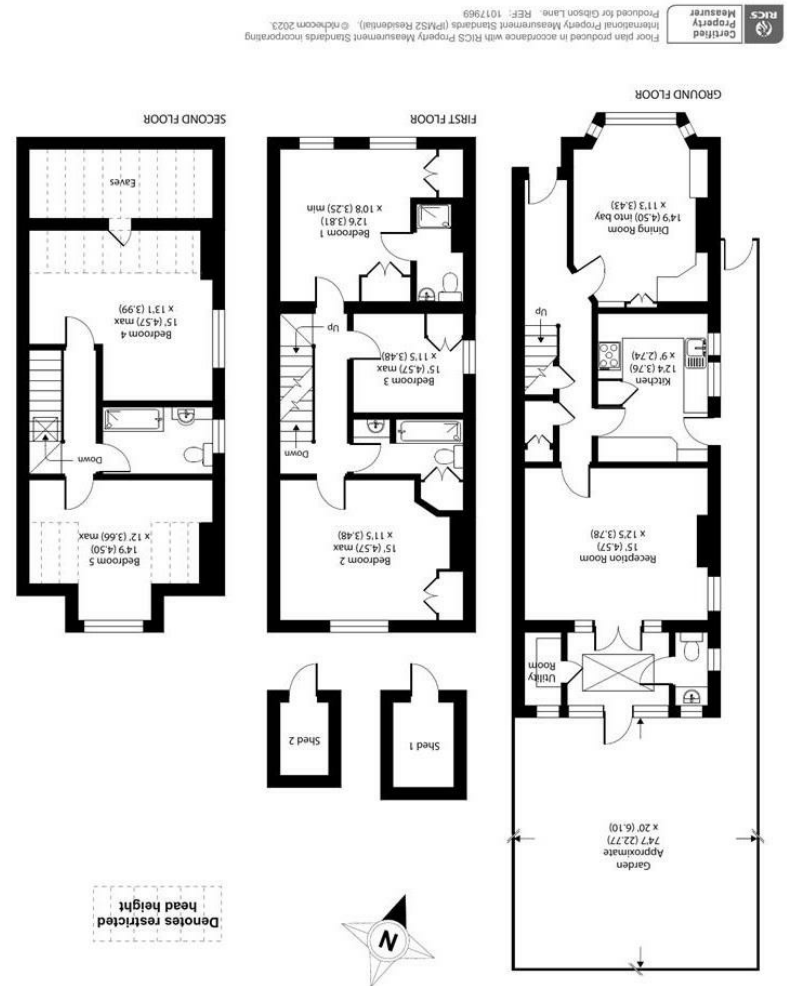 Denotes restricted
head height
N
Garden
Approximate
74'7 (22.77)
x 20' (6.10)
Shed 1
Shed 2
Utility
Room
Reception Room
15' (4.57)
x 12'5 (3.78)
Kitchen
12'4 (3.76)
x 9' (2.74)
Up
Dining Room
14'9 (4.50) into bay
x 11'3 (3.43)
GROUND FLOOR
Bedroom 2
15' (4.57) max
x 11'5 (3.48)
Down
Bedroom 3
15' (4.57) max
x 11'5 (3.48)
Up
Bedroom 1
12'6 (3.81)
x 10'8 (3.25) min
FIRST FLOOR
Bedroom 5
14'9 (4.50)
x 12' (3.66) max
Down
Bedroom 4
15' (4.57) max
x 13'1 (3.99)
Eaves
SECOND FLOOR
RICS
Certified
Property
Measurer
Floor plan produced in accordance with RICS Property Measurement Standards incorporating
International Property Measurement Standards (IPMS2 Residential). © nichecom 2023.
Produced for Gibson Lane. REF: 1017969